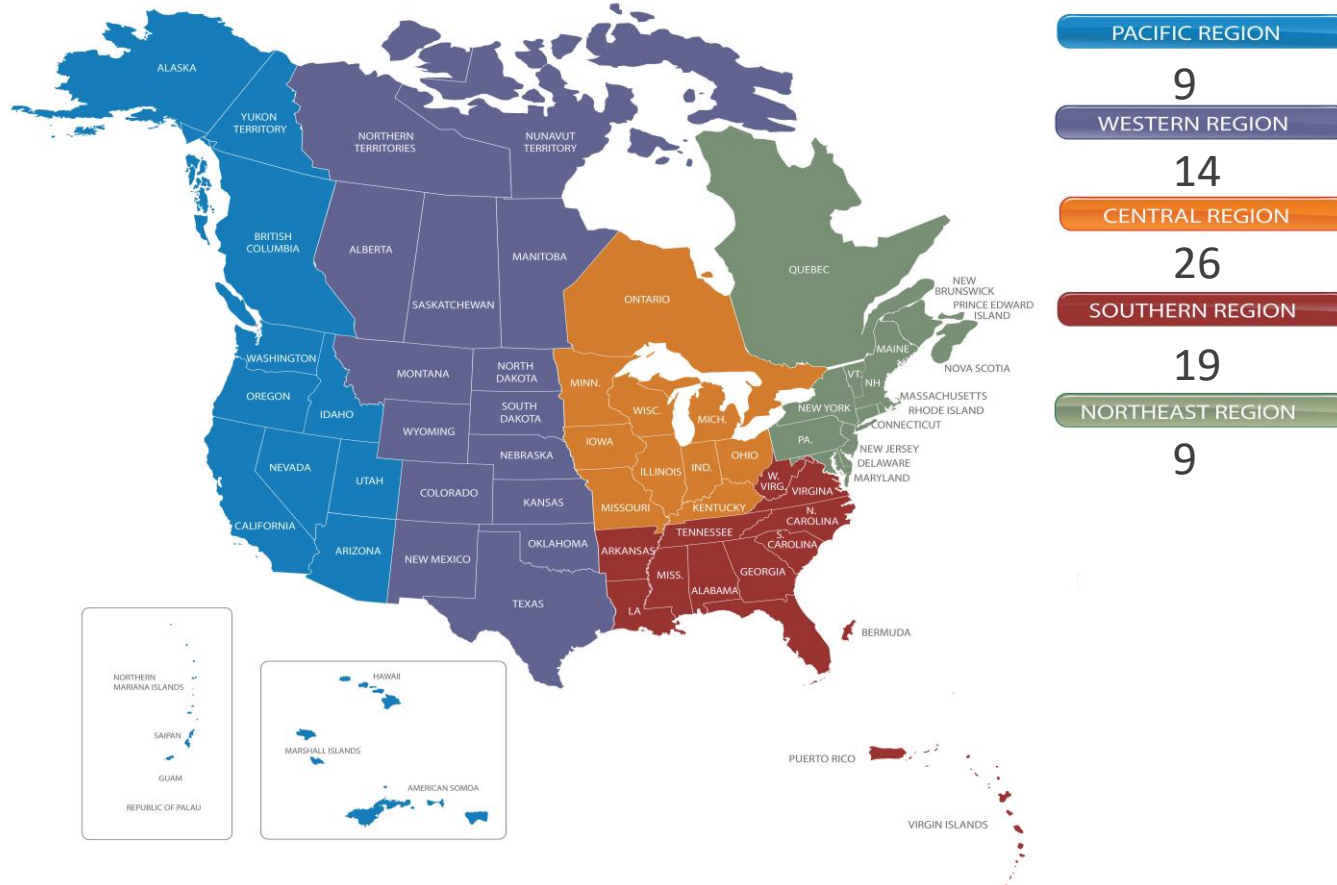 PACIFIC REGION
9
WESTERN REGION
14
CENTRAL REGION
26
SOUTHERN REGION
19
NORTHEAST REGION
9
ALASKA
YUKON
TERRITORY
NORTHERN
TERRITORIES
NUNAVUT
TERRITORY
BRITISH
COLUMBIA
ALBERTA
SASKATCHEWAN
MANITOBA
ONTARIO
QUEBEC
NEW
BRUNSWICK
PRINCE EDWARD
ISLAND
NOVA SCOTIA
WASHINGTON
OREGON
IDAHO
MONTANA
NORTH
DAKOTA
SOUTH
DAKOTA
WYOMING
NEBRASKA
MINN.
WISC.
MICH.
IOWA
ILLINOIS
IND.
OHIO
MAINE
VT.
NH
NEW YORK
MASSACHUSETTS
RHODE ISLAND
CONNECTICUT
PA.
NEW JERSEY
DELAWARE
MARYLAND
NEVADA
UTAH
CALIFORNIA
COLORADO
KANSAS
MISSOURI
KENTUCKY
W.
VIRG.
VIRGINA
N.
CAROLINA
S.
CAROLINA
TENNESSEE
ARIZONA
NEW MEXICO
OKLAHOMA
ARKANSAS
TEXAS
LA
MISS.
ALABAMA
GEORGIA
BERMUDA
PUERTO RICO
VIRGIN ISLANDS
NORTHERN
MARIANA ISLANDS
SAIPAN
GUAM
REPUBLIC OF PALAU
HAWAII
MARSHALL ISLANDS
AMERICAN SOMOA